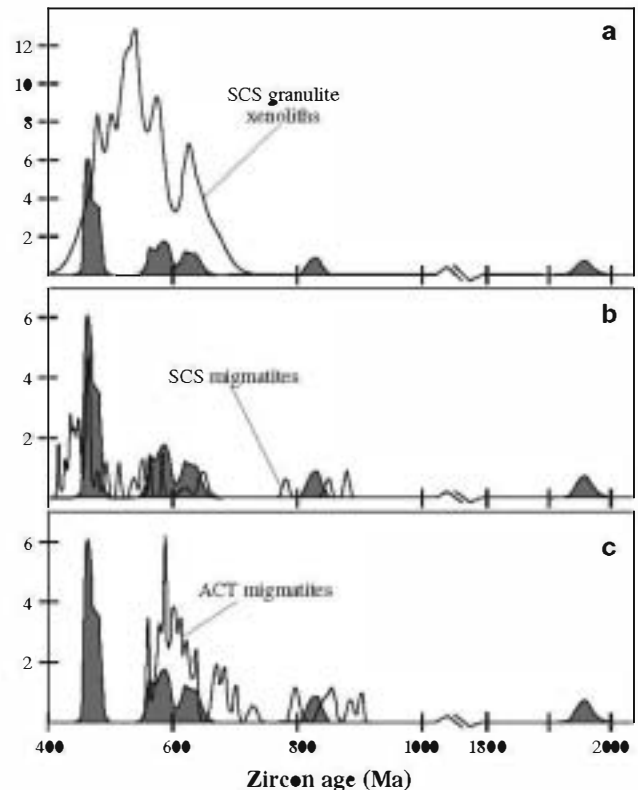 a
12
10
8
6
4
2
SCS granulite
xenoliths
b
6
4
2
SCS migmatites
c
6
4
2
ACT migmatites
400 600 800 1000 1800 2000
Zircon age (Ma)